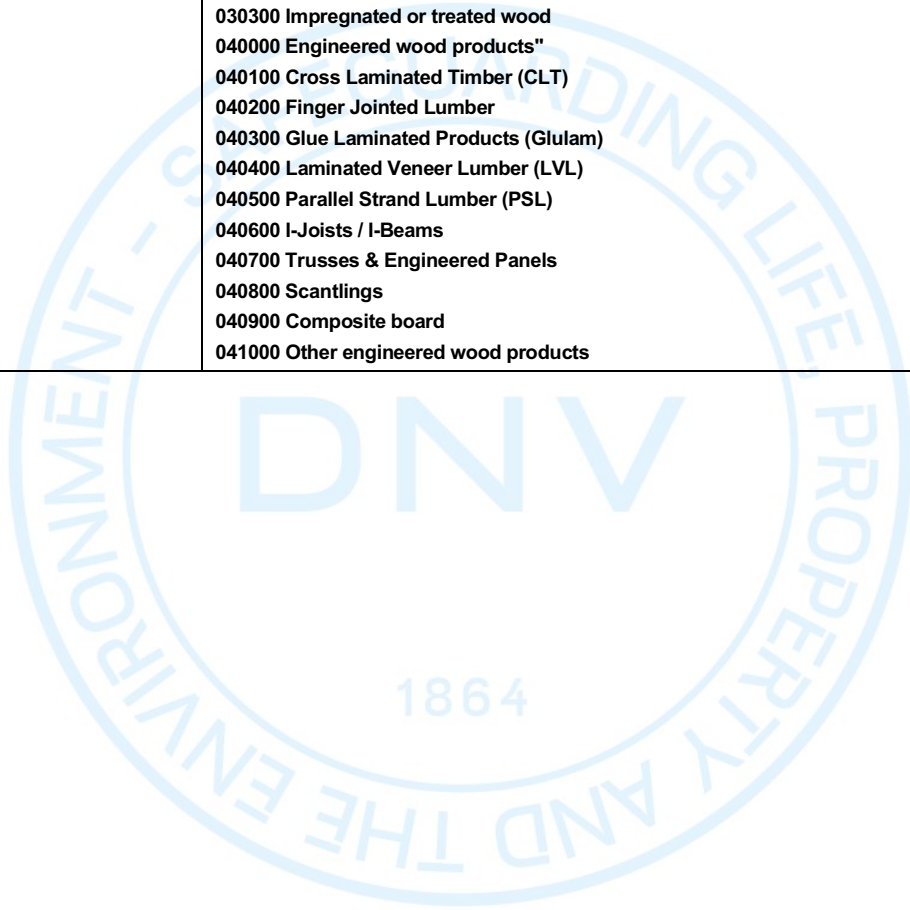 030300 Impregnated or treated wood
040000 Engineered wood products"
040100 Cross Laminated Timber (CLT)
040200 Finger Jointed Lumber
040300 Glue Laminated Products (Glulam)
040400 Laminated Veneer Lumber (LVL)
040500 Parallel Strand Lumber (PSL)
040600 I-Joists / I-Beams
040700 Trusses & Engineered Panels
040800 Scantlings
040900 Composite board
041000 Other engineered wood products
SAFEGUARDING LIFE, PROPERTY AND THE ENVIRONMENT -
DNV
1864